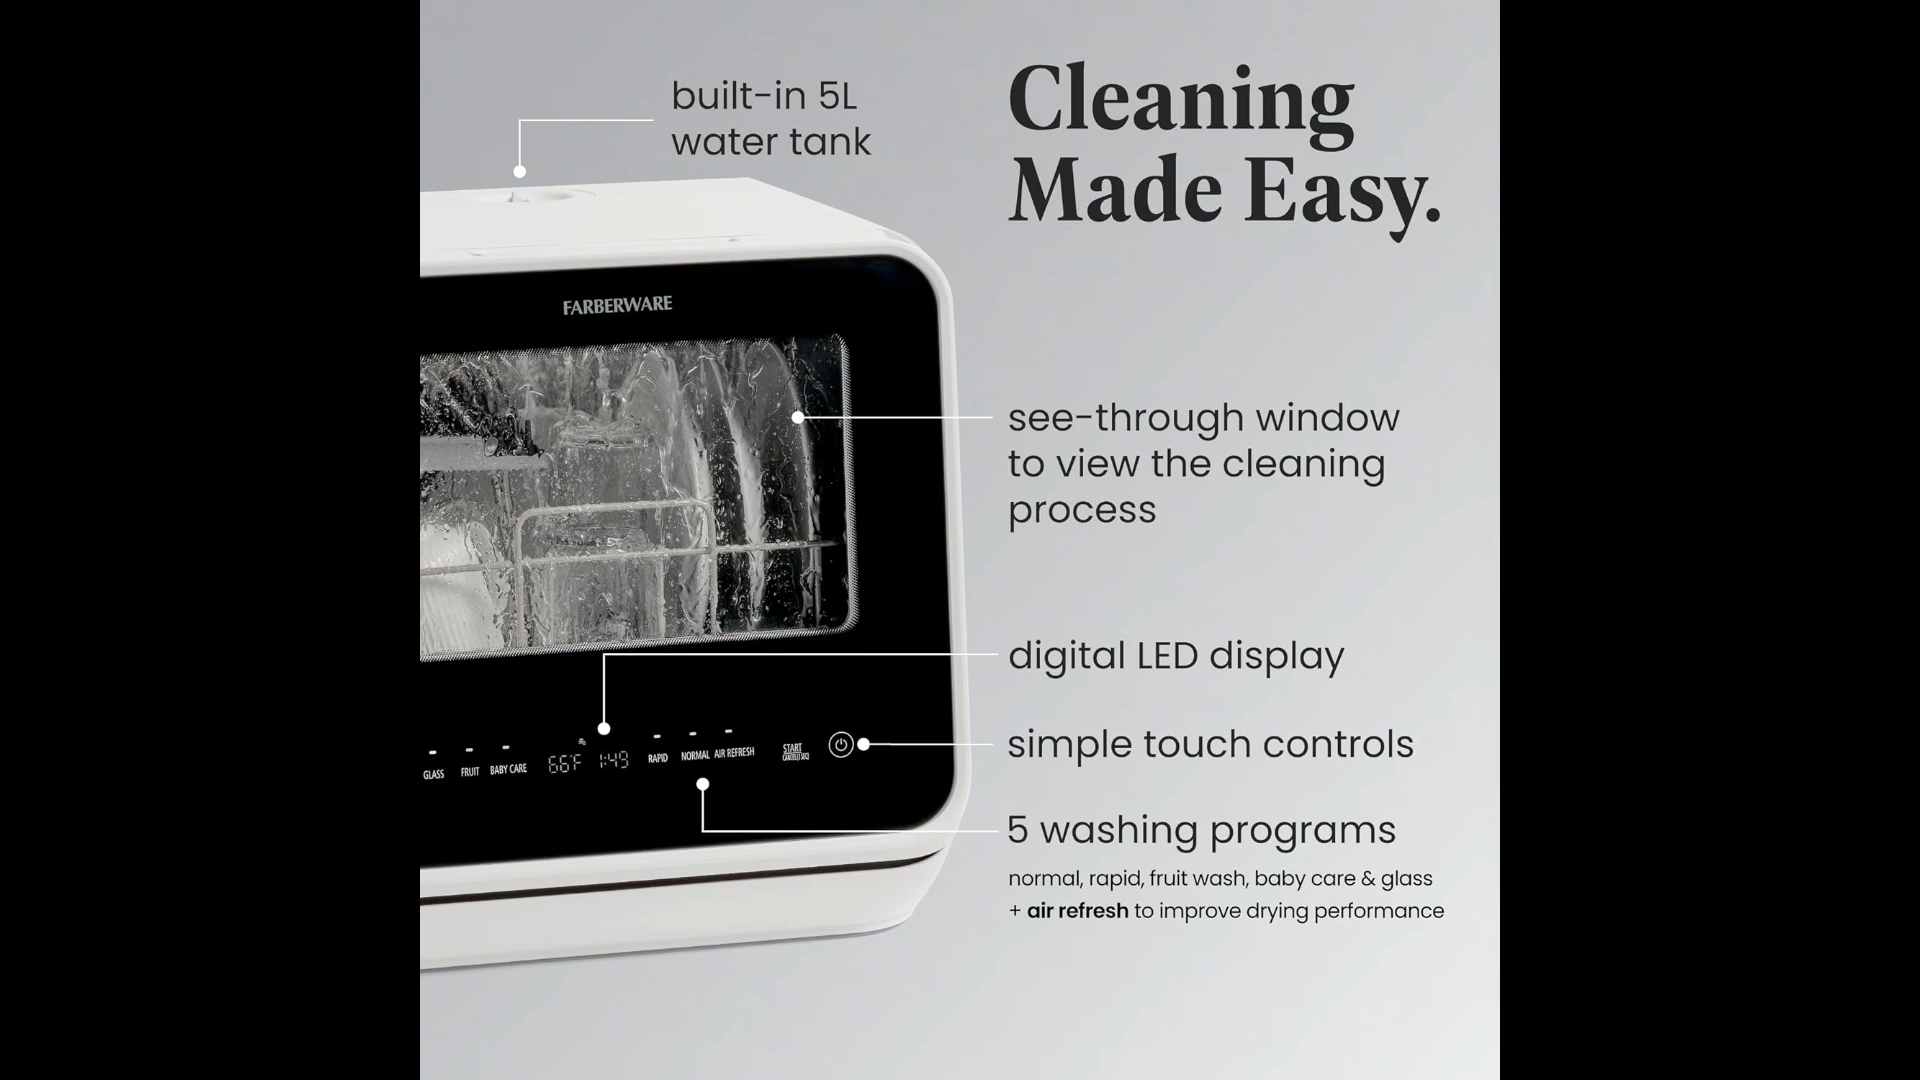 built-in 5L
water tank
Cleaning
Made Easy.
FARBERWARE
see-through window
to view the cleaning
process
digital LED display
simple touch controls
GLASS FRUIT BABY CARE 66°F 1:49 RAPID NORMAL AIR REFRESH START
5 washing programs
normal, rapid, fruit wash, baby care & glass
+ air refresh to improve drying performance